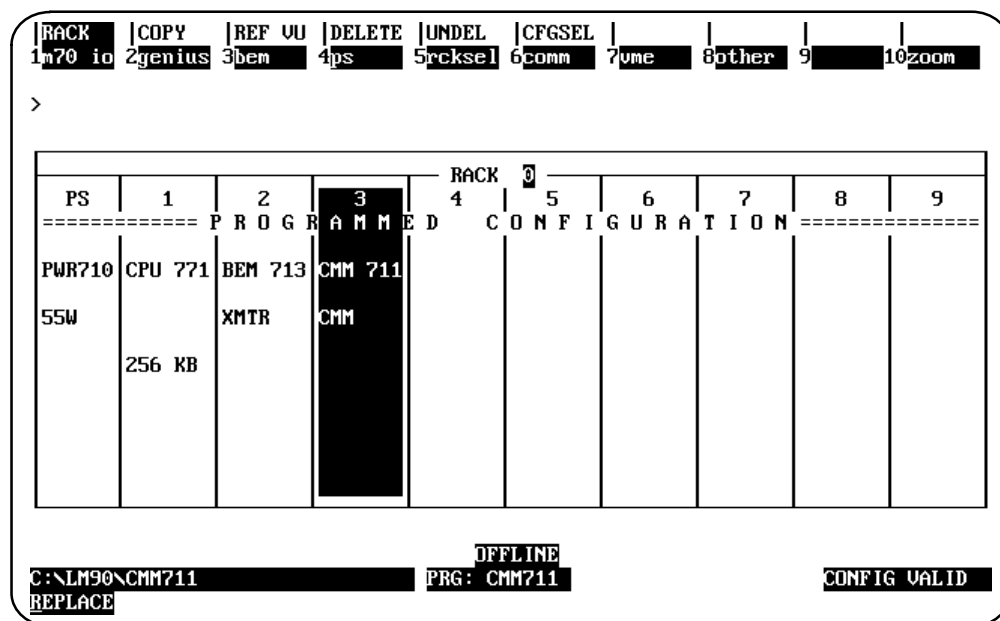 |RACK |COPY |REF VU |DELETE |UNDEL |CFGSEL | | | |
1m70 io 2genius 3bem 4ps 5rcksel 6comm 7vme 8other 9 10zoom
>
RACK 0
PS 1 2 3 4 5 6 7 8 9
============= P R O G R A M M E D C O N F I G U R A T I O N ==============
PWR710 CPU 771 BEM 713 CMM 711
55W XMTR CMM
256 KB
OFFLINE
C:\LM90\CMM711 PRG: CMM711 CONFIG VALID
REPLACE